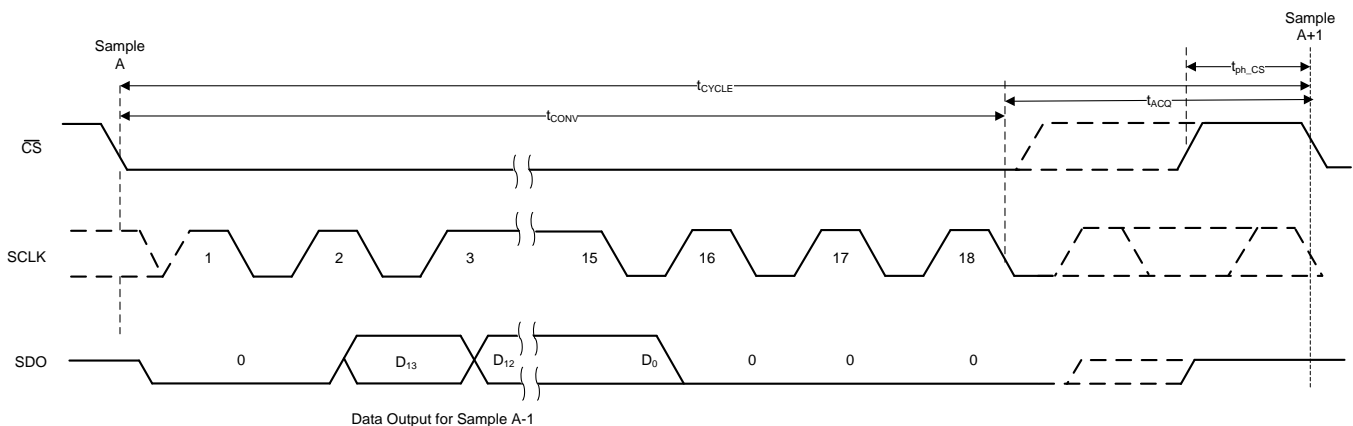 Sample
A
Sample
A+1
tph_CS
tCYCLE
tACQ
tCONV
CS
SCLK
1
2
3
15
16
17
18
SDO
0
D13
D12
D0
0
0
0
Data Output for Sample A-1